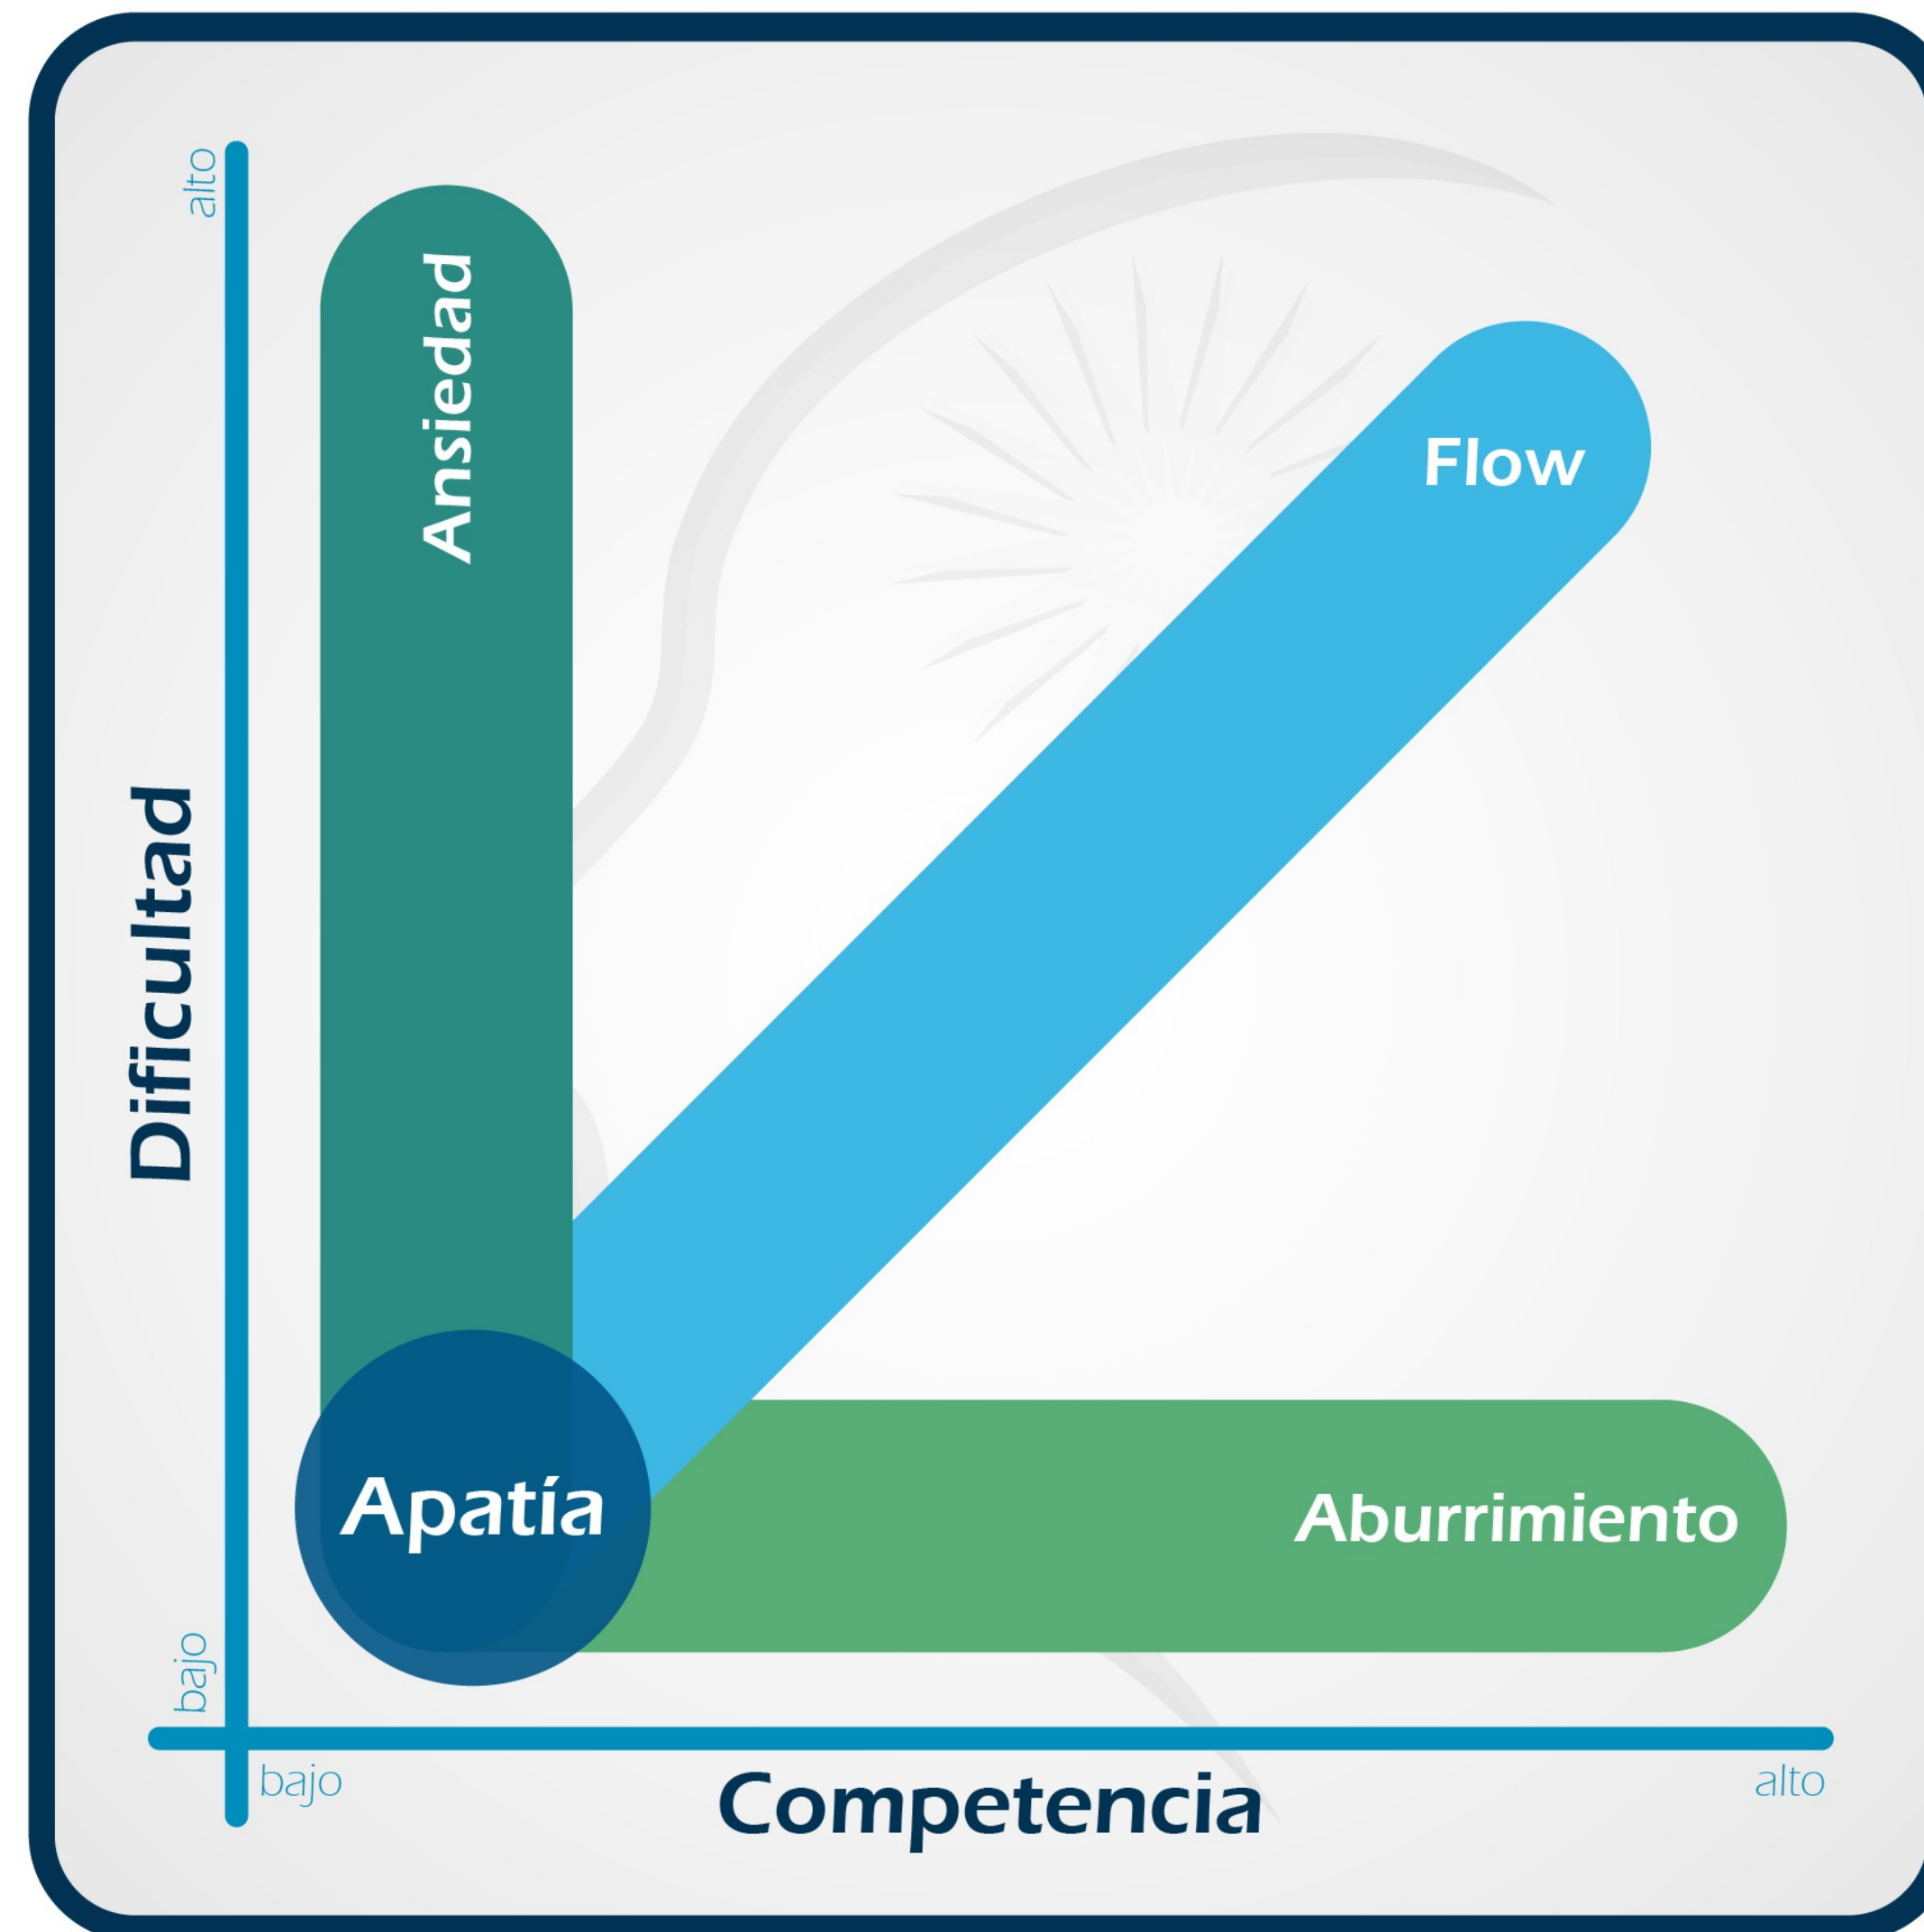 alto
Ansiedad
Flow
Dificultad
Apatía
Aburrimiento
bajo
bajo
Competencia
alto